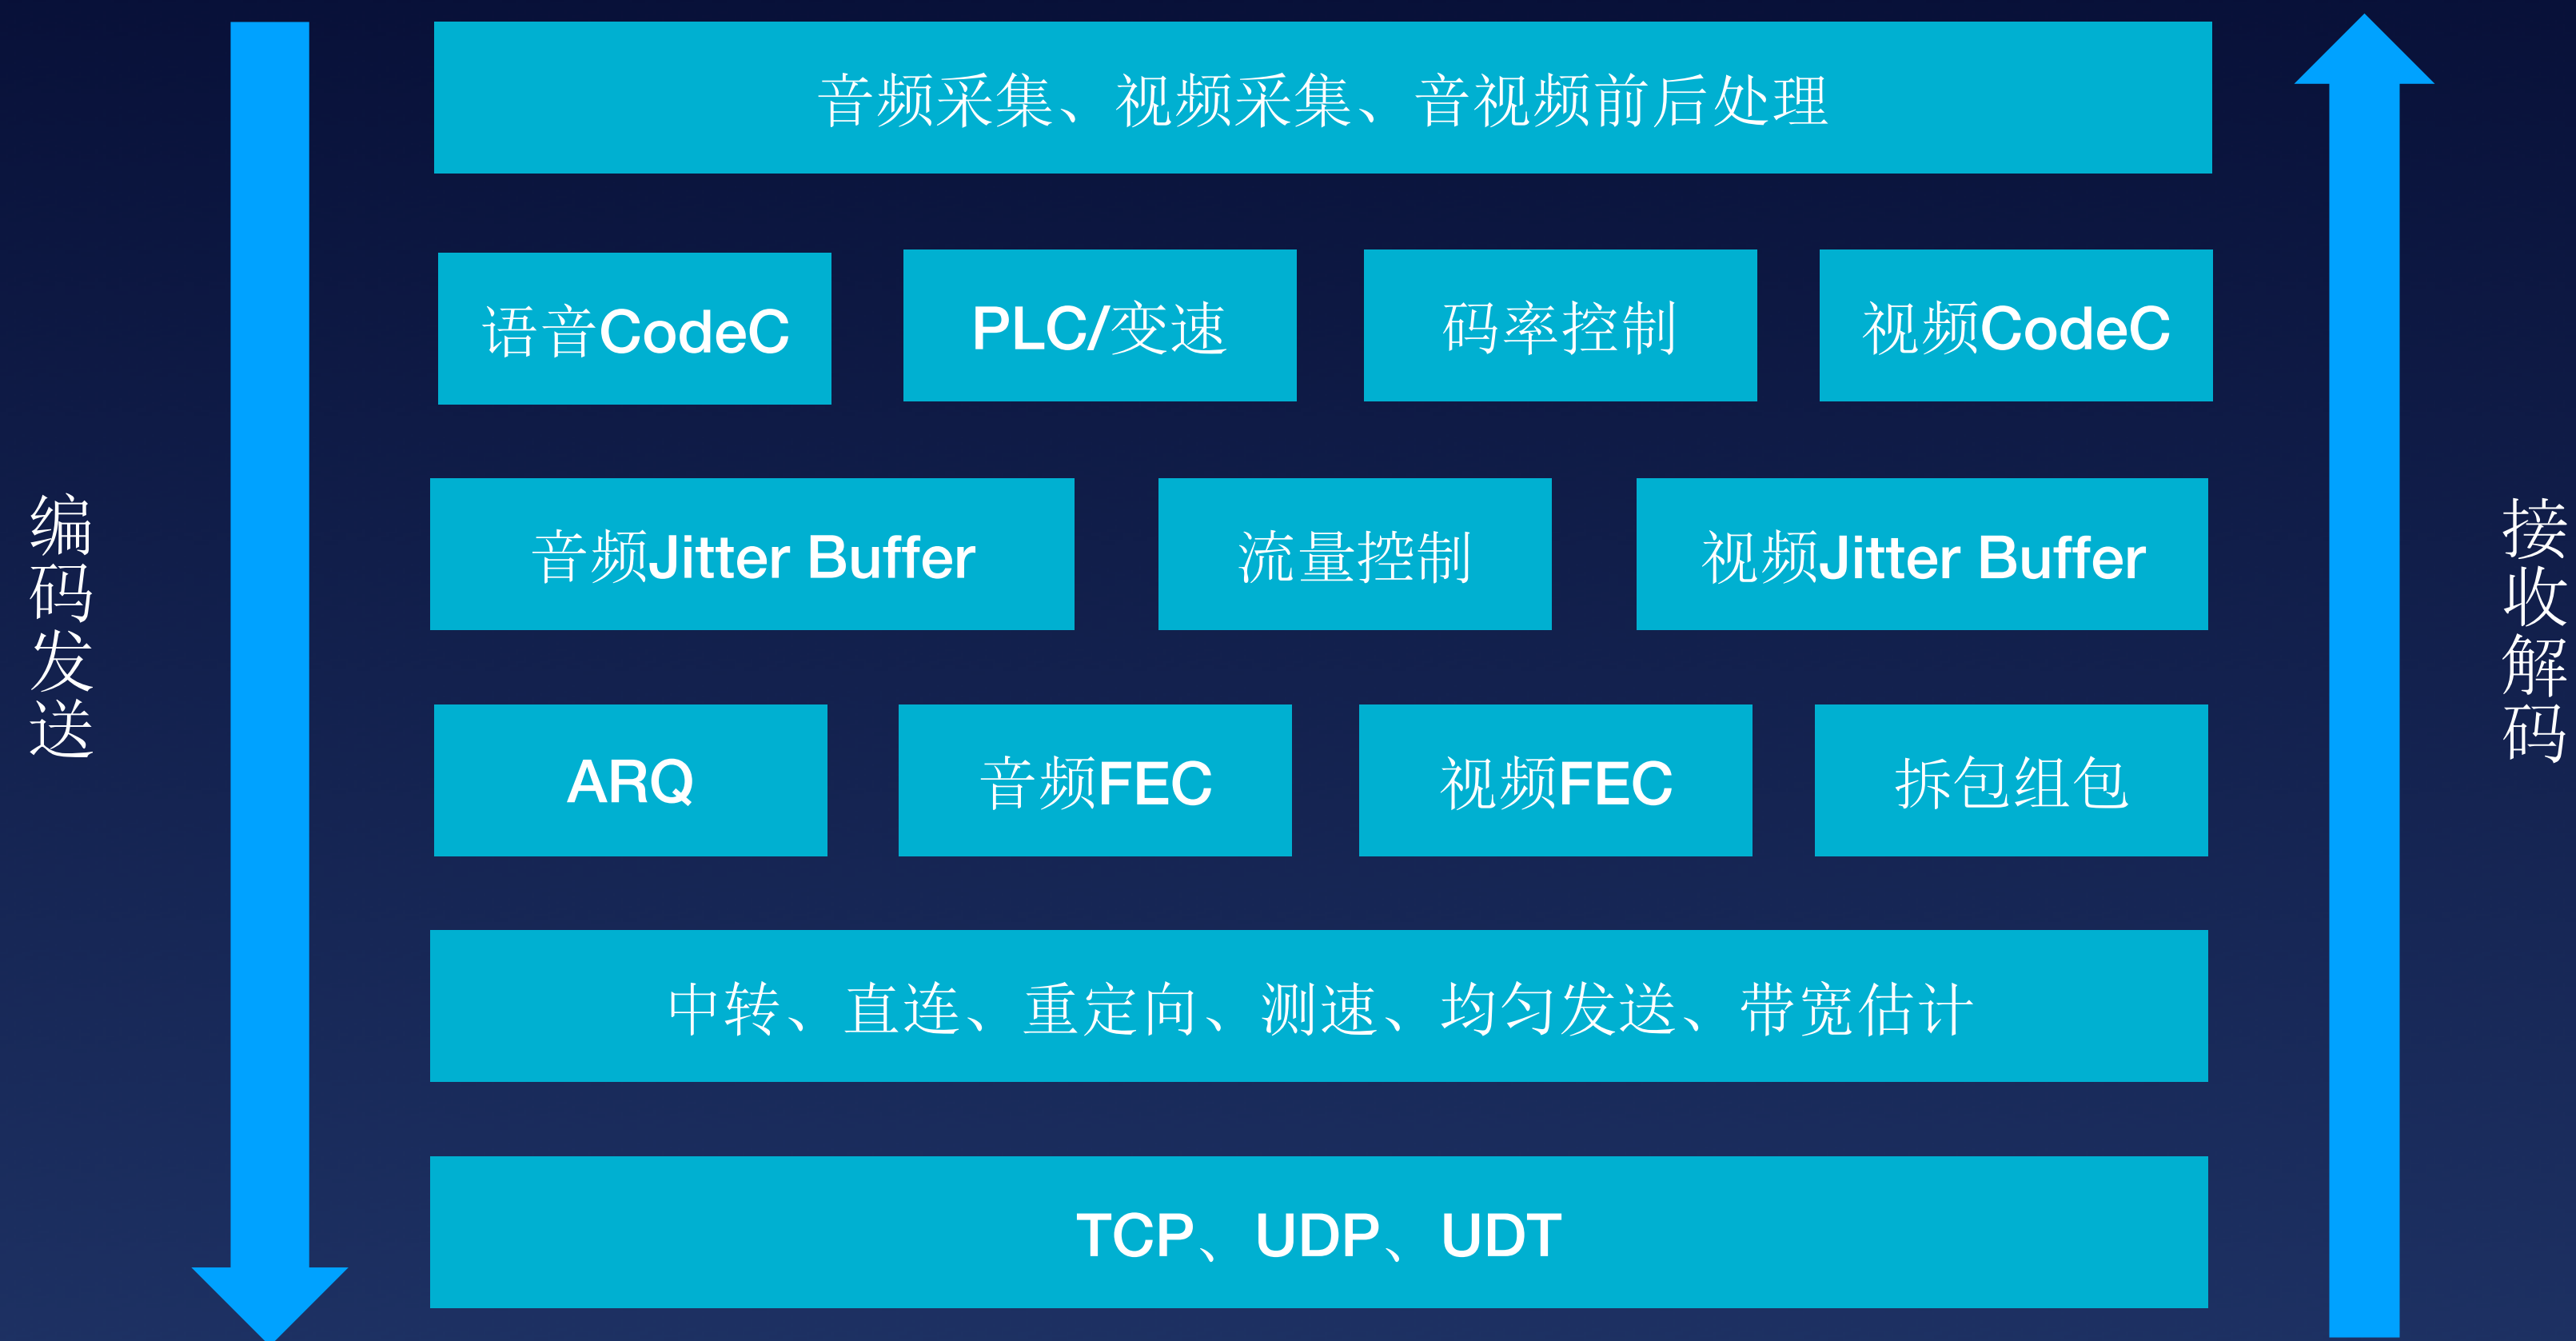 音频采集、视频采集、音视频前后处理
语音CodeC
PLC/变速
码率控制
视频CodeC
音频Jitter Buffer
流量控制
视频Jitter Buffer
ARQ
音频FEC
视频FEC
拆包组包
中转、直连、重定向、测速、均匀发送、带宽估计
TCP、UDP、UDT
编码发送
接收解码